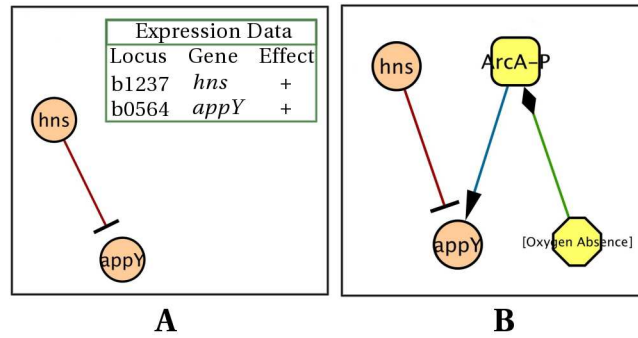 Expression Data
Locus Gene Effect
b1237 hns +
b0564 appY +
hns
appY
A
hns
ArcA-P
appY
[Oxygen Absence]
B